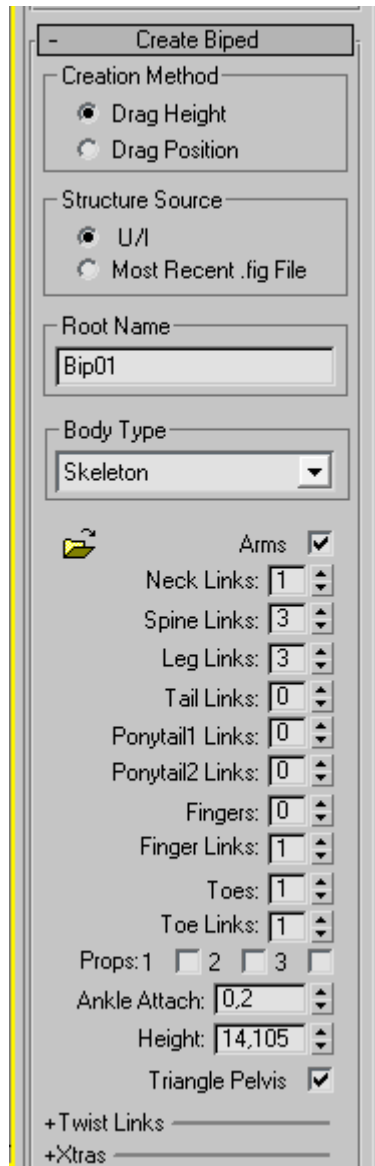 - Create Biped
Creation Method
Drag Height
Drag Position
Structure Source
U/I
Most Recent .fig File
Root Name
Bip01
Body Type
Skeleton
Arms
Neck Links: 1
Spine Links: 3
Leg Links: 3
Tail Links: 0
Ponytail1 Links: 0
Ponytail2 Links: 0
Fingers: 0
Finger Links: 1
Toes: 1
Toe Links: 1
Props: 1 2 3
Ankle Attach: 0,2
Height: 14,105
Triangle Pelvis
+Twist Links
+Xtras